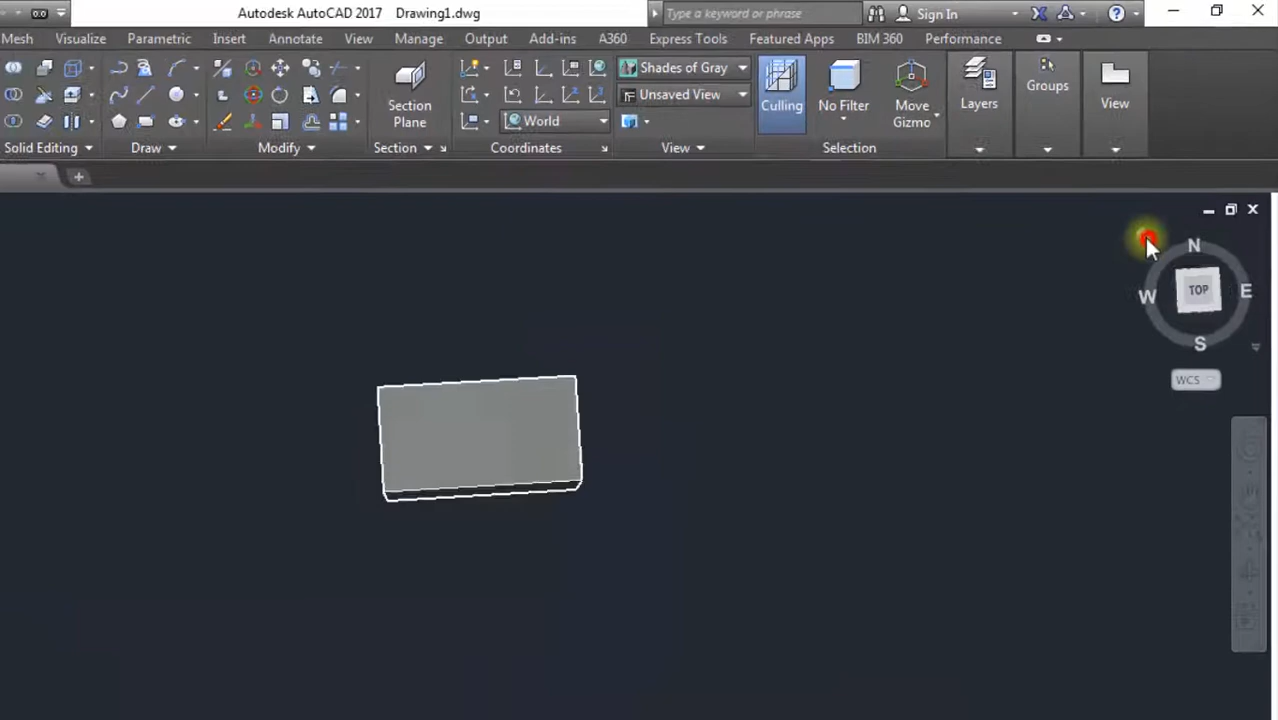 Autodesk AutoCAD 2017 Drawing1.dwg
Type a keyword or phrase
Sign In
Mesh Visualize Parametric Insert Annotate View Manage Output Add-ins A360 Express Tools Featured Apps BIM 360 Performance
Shades of Gray
Unsaved View
World
Section
Plane
Culling
No Filter
Move
Gizmo
Layers
Groups
View
Solid Editing Draw Modify Section Coordinates View Selection
N
W TOP E
S
WCS